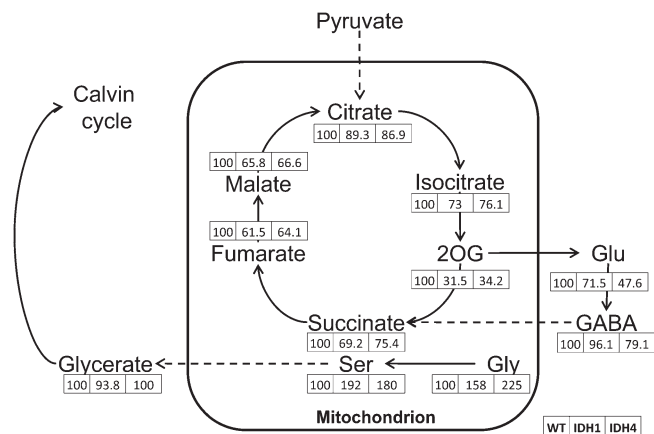 Pyruvate
Calvin
cycle
Citrate
100 89.3 86.9
100 65.8 66.6
Malate
Isocitrate
100 73 76.1
100 61.5 64.1
Fumarate
2OG
100 31.5 34.2
Glu
100 71.5 47.6
Succinate
100 69.2 75.4
GABA
100 96.1 79.1
Glycerate
100 93.8 100
Ser
100 192 180
Gly
100 158 225
Mitochondrion
WT IDH1 IDH4